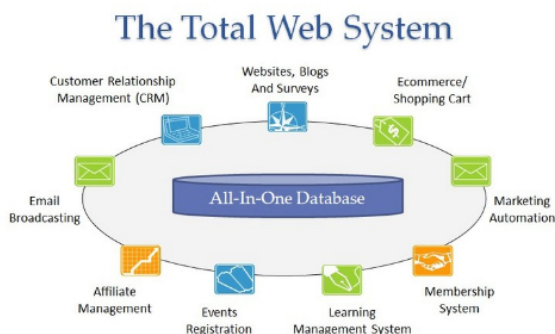 The Total Web System
Websites, Blogs
And Surveys
Customer Relationship
Management (CRM)
Ecommerce/
Shopping Cart
Email
Broadcasting
All-In-One Database
Marketing
Automation
Affiliate
Management
Events
Registration
Learning
Management System
Membership
System